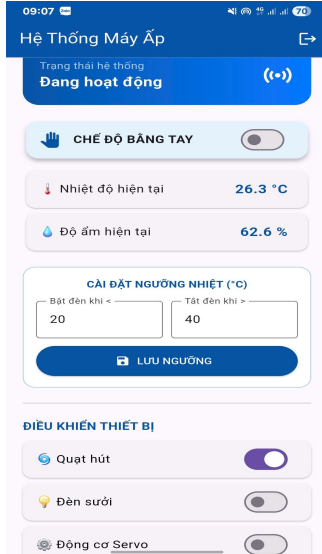 09:07
4G
70
Hệ Thống Máy Ấp
Trạng thái hệ thống
Đang hoạt động
CHẾ ĐỘ BẰNG TAY
Nhiệt độ hiện tại 26.3 °C
Độ ẩm hiện tại 62.6 %
CÀI ĐẶT NGƯỠNG NHIỆT (°C)
Bật đèn khi < Tắt đèn khi >
20 40
LƯU NGƯỠNG
ĐIỀU KHIỂN THIẾT BỊ
Quạt hút
Đèn sưởi
Động cơ Servo